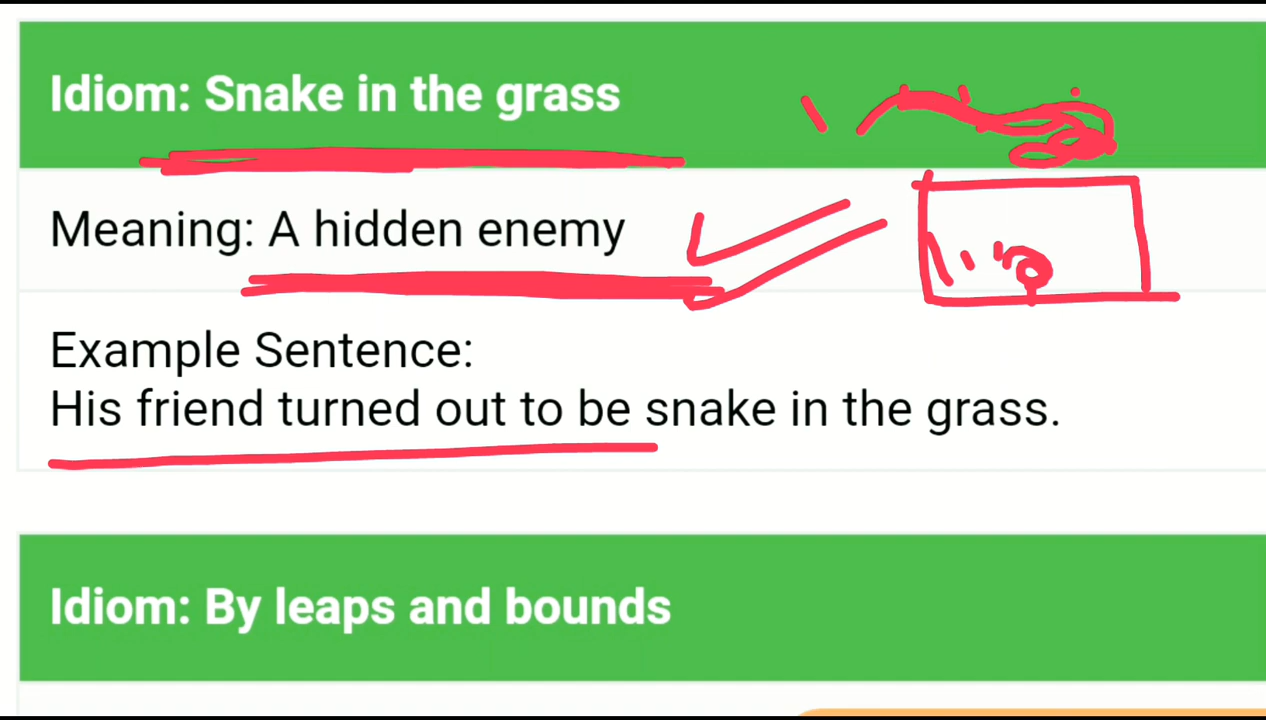 Idiom: Snake in the grass
Meaning: A hidden enemy
Example Sentence:
His friend turned out to be snake in the grass.
Idiom: By leaps and bounds